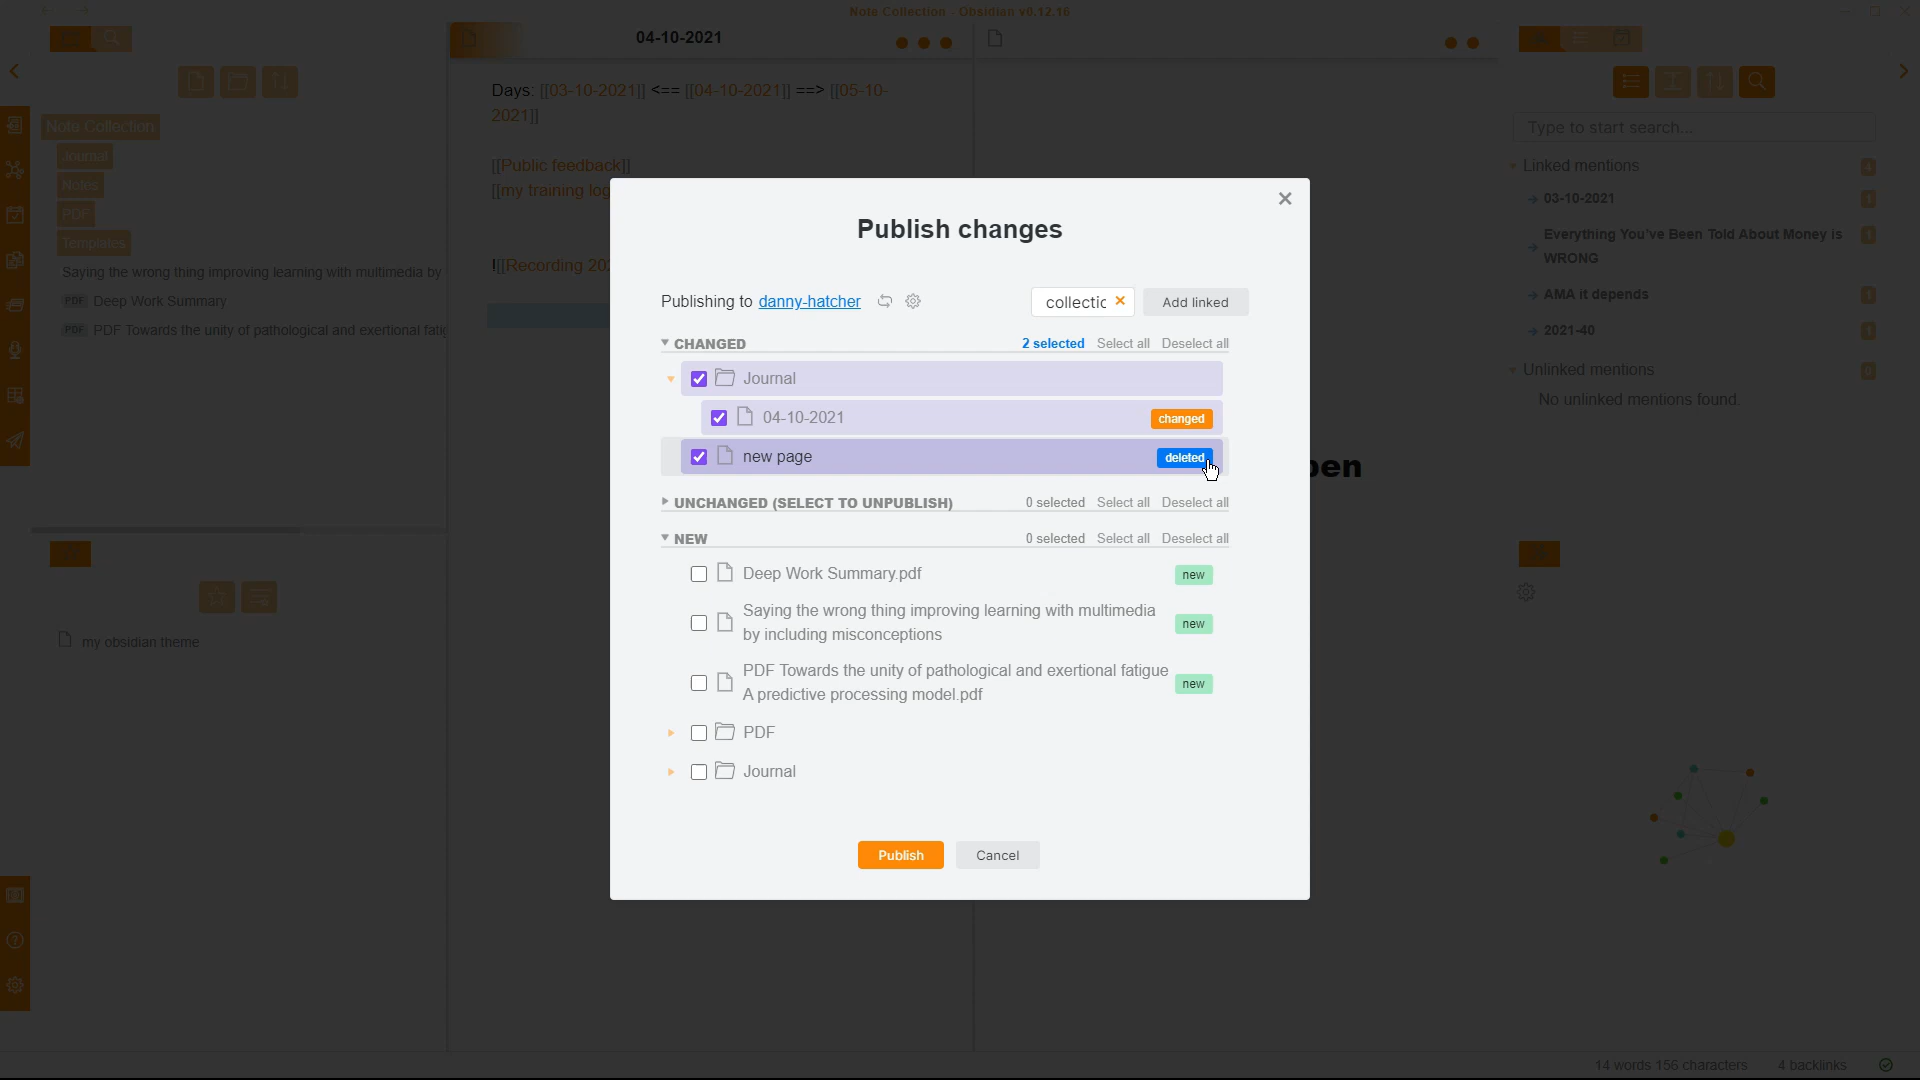 Note Collection - Obsidian v0.12.16
04-10-2021
Note Collection
Journal
Notes
PDF
Templates
Saying the wrong thing improving learning with multimedia by
PDF Deep Work Summary
PDF PDF Towards the unity of pathological and exertional fatig
my obsidian theme
Days: [[03-10-2021]] <== [[04-10-2021]] ==> [[05-10-
2021]]
[[Public feedback]]
[[my training log
![[Recording 202
Publish changes
Publishing to danny-hatcher
collectic
Add linked
CHANGED 2 selected Select all Deselect all
Journal
04-10-2021 changed
new page deleted
UNCHANGED (SELECT TO UNPUBLISH) 0 selected Select all Deselect all
NEW 0 selected Select all Deselect all
Deep Work Summary.pdf new
Saying the wrong thing improving learning with multimedia
by including misconceptions
new
PDF Towards the unity of pathological and exertional fatigue
A predictive processing model.pdf
new
PDF
Journal
Publish Cancel
pen
Type to start search...
Linked mentions 4
03-10-2021 1
Everything You've Been Told About Money is
WRONG
1
AMA it depends 1
2021-40 1
Unlinked mentions 0
No unlinked mentions found.
14 words 156 characters 4 backlinks